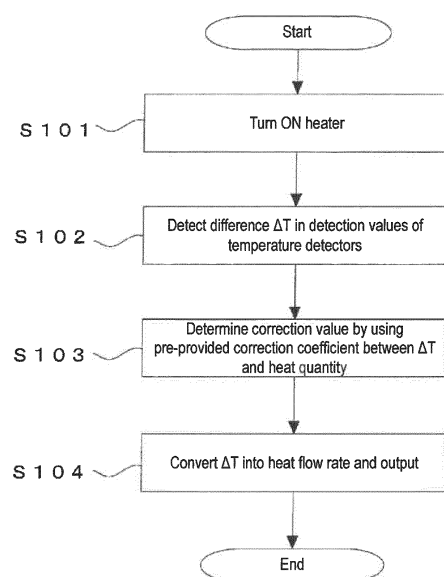 Start
S101
Turn ON heater
S102
Detect difference ΔT in detection values of
temperature detectors
S103
Determine correction value by using
pre-provided correction coefficient between ΔT
and heat quantity
S104
Convert ΔT into heat flow rate and output
End